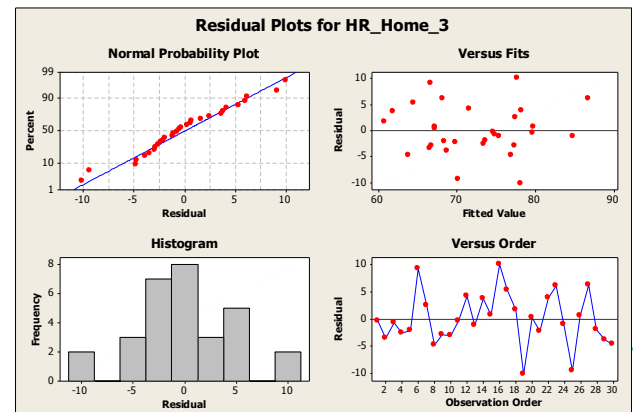 Residual Plots for HR_Home_3
Normal Probability Plot
Percent
99
90
50
10
1
-10 -5 0 5 10
Residual
Versus Fits
Residual
10
5
0
-5
-10
60 70 80 90
Fitted Value
Histogram
Frequency
8
6
4
2
0
-10 -5 0 5 10
Residual
Versus Order
Residual
10
5
0
-5
-10
2 4 6 8 10 12 14 16 18 20 22 24 26 28 30
Observation Order